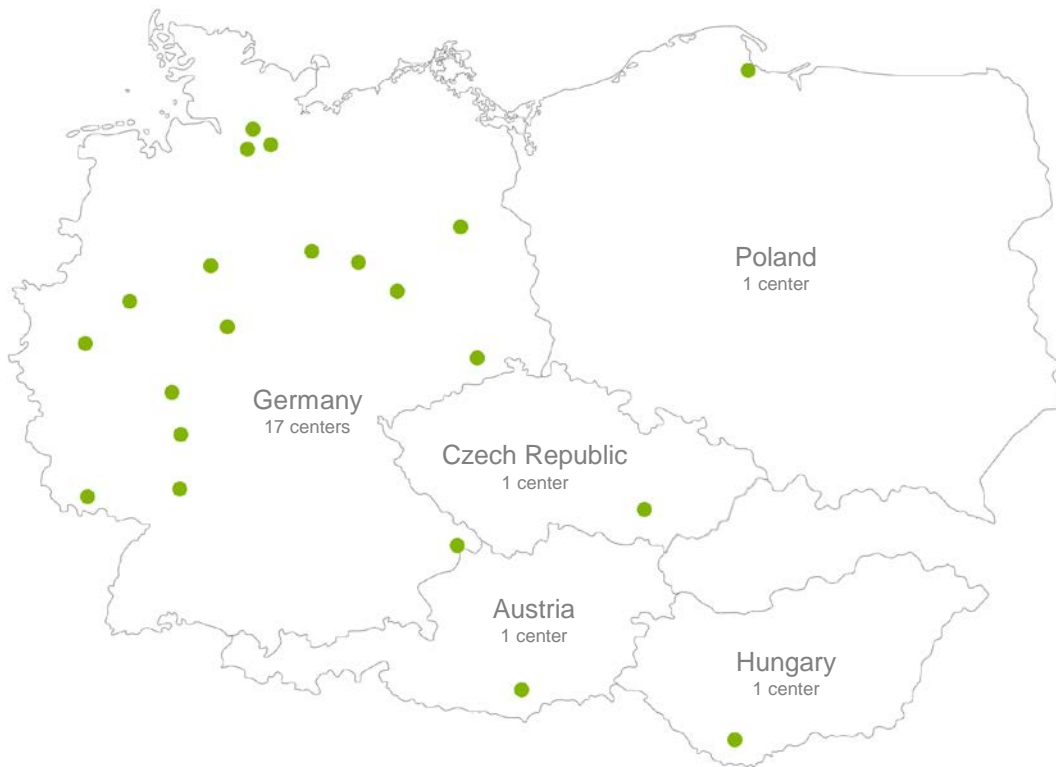 Poland
1 center
Germany
17 centers
Czech Republic
1 center
Austria
1 center
Hungary
1 center